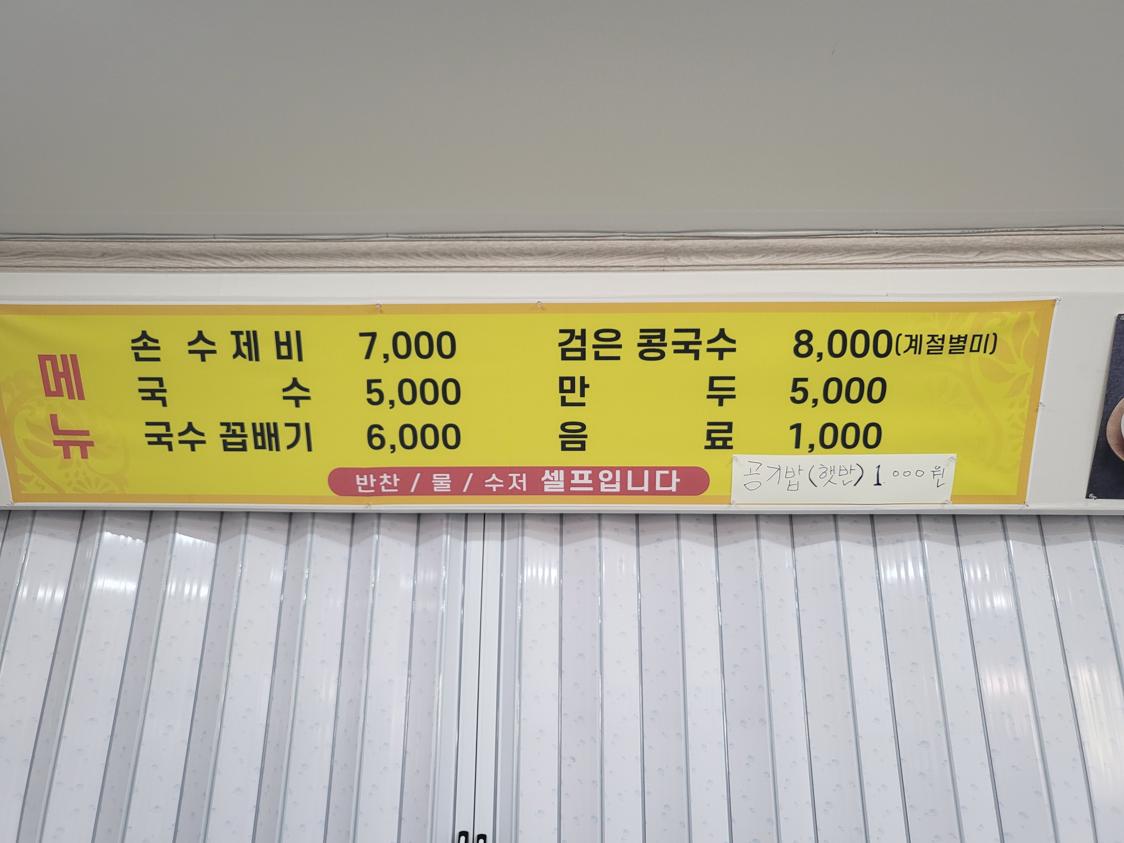 메뉴
손 수 제 비 7,000
국 수 5,000
국수 꼽배기 6,000
검은 콩국수 8,000(계절별미)
만 두 5,000
음 료 1,000
반찬 / 물 / 수저 셀프입니다
공기밥(햇반) 1.000원